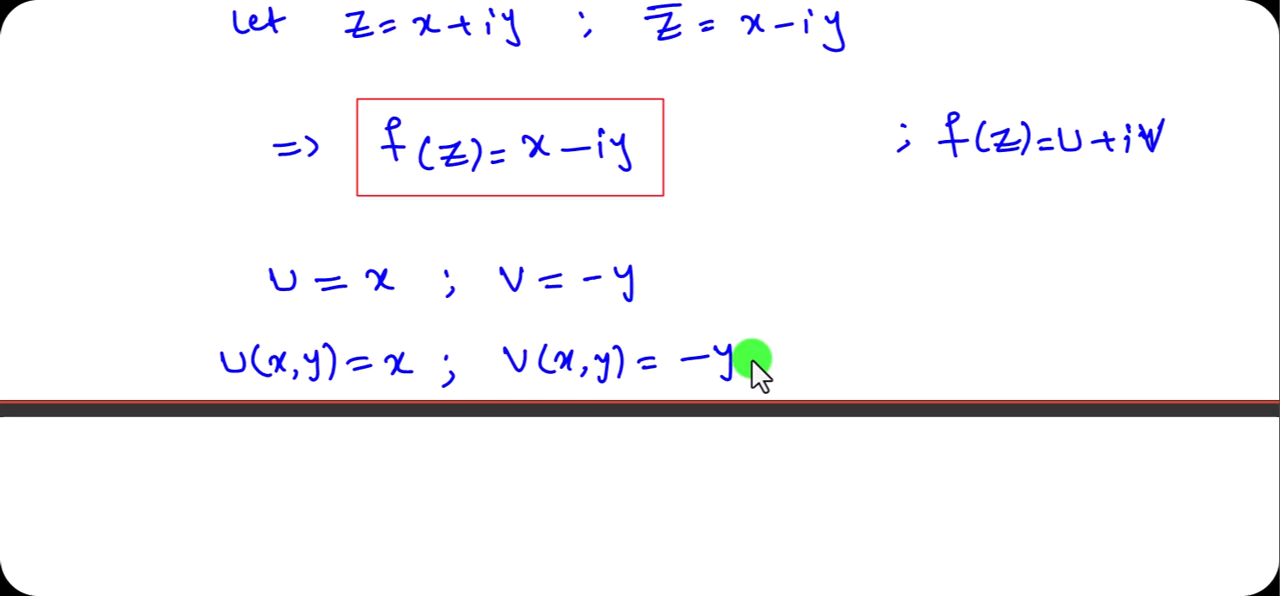 Let z = x + iy ; z̅ = x - iy
=> f(z) = x - iy ; f(z) = u + iv
u = x ; v = -y
u(x,y) = x ; v(x,y) = -y